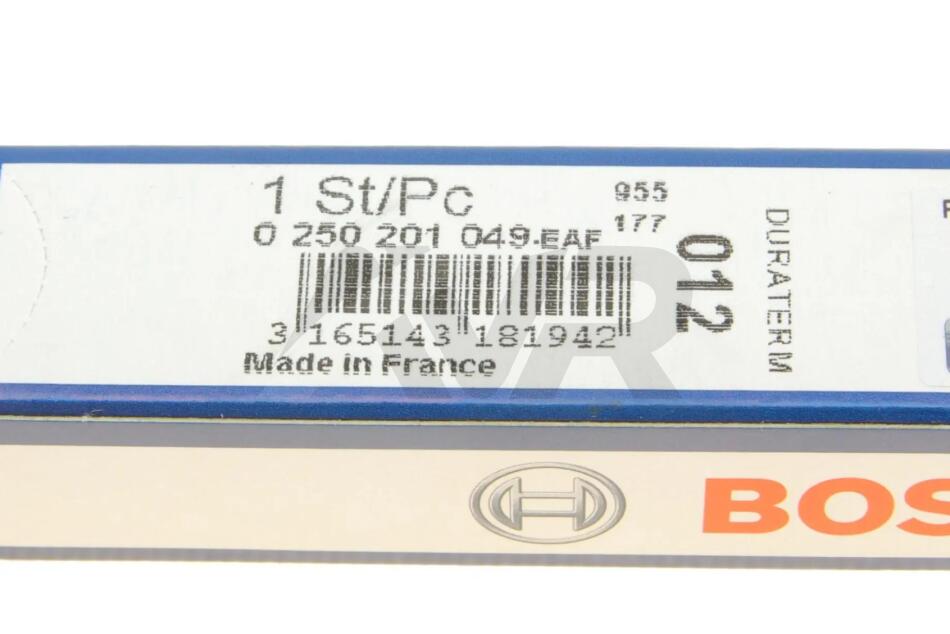 1 St/Pc
955
177
0 250 201 049-EAF
012
DURATERM
3 165143 181942
Made in France
AVR
BOS